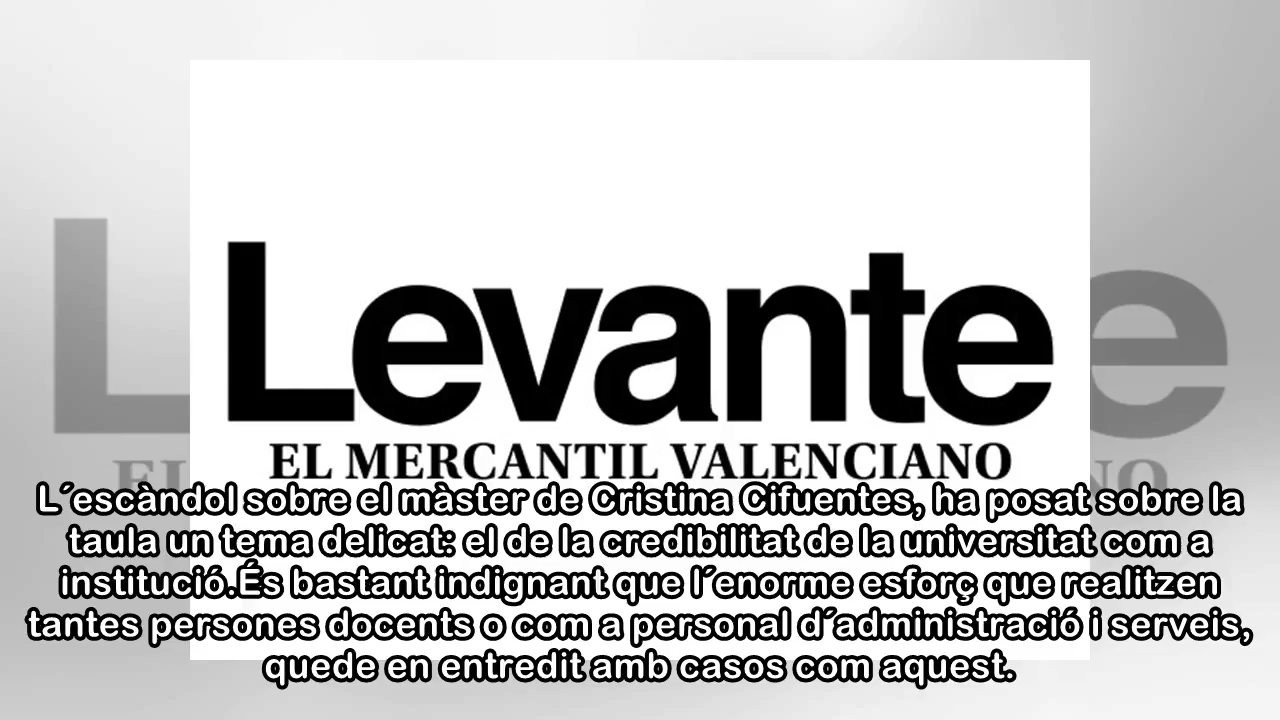 Levante
EL MERCANTIL VALENCIANO
L´escàndol sobre el màster de Cristina Cifuentes, ha posat sobre la
taula un tema delicat: el de la credibilitat de la universitat com a
institució.És bastant indignant que l´enorme esforç que realitzen
tantes persones docents o com a personal d´administració i serveis,
quede en entredit amb casos com aquest.